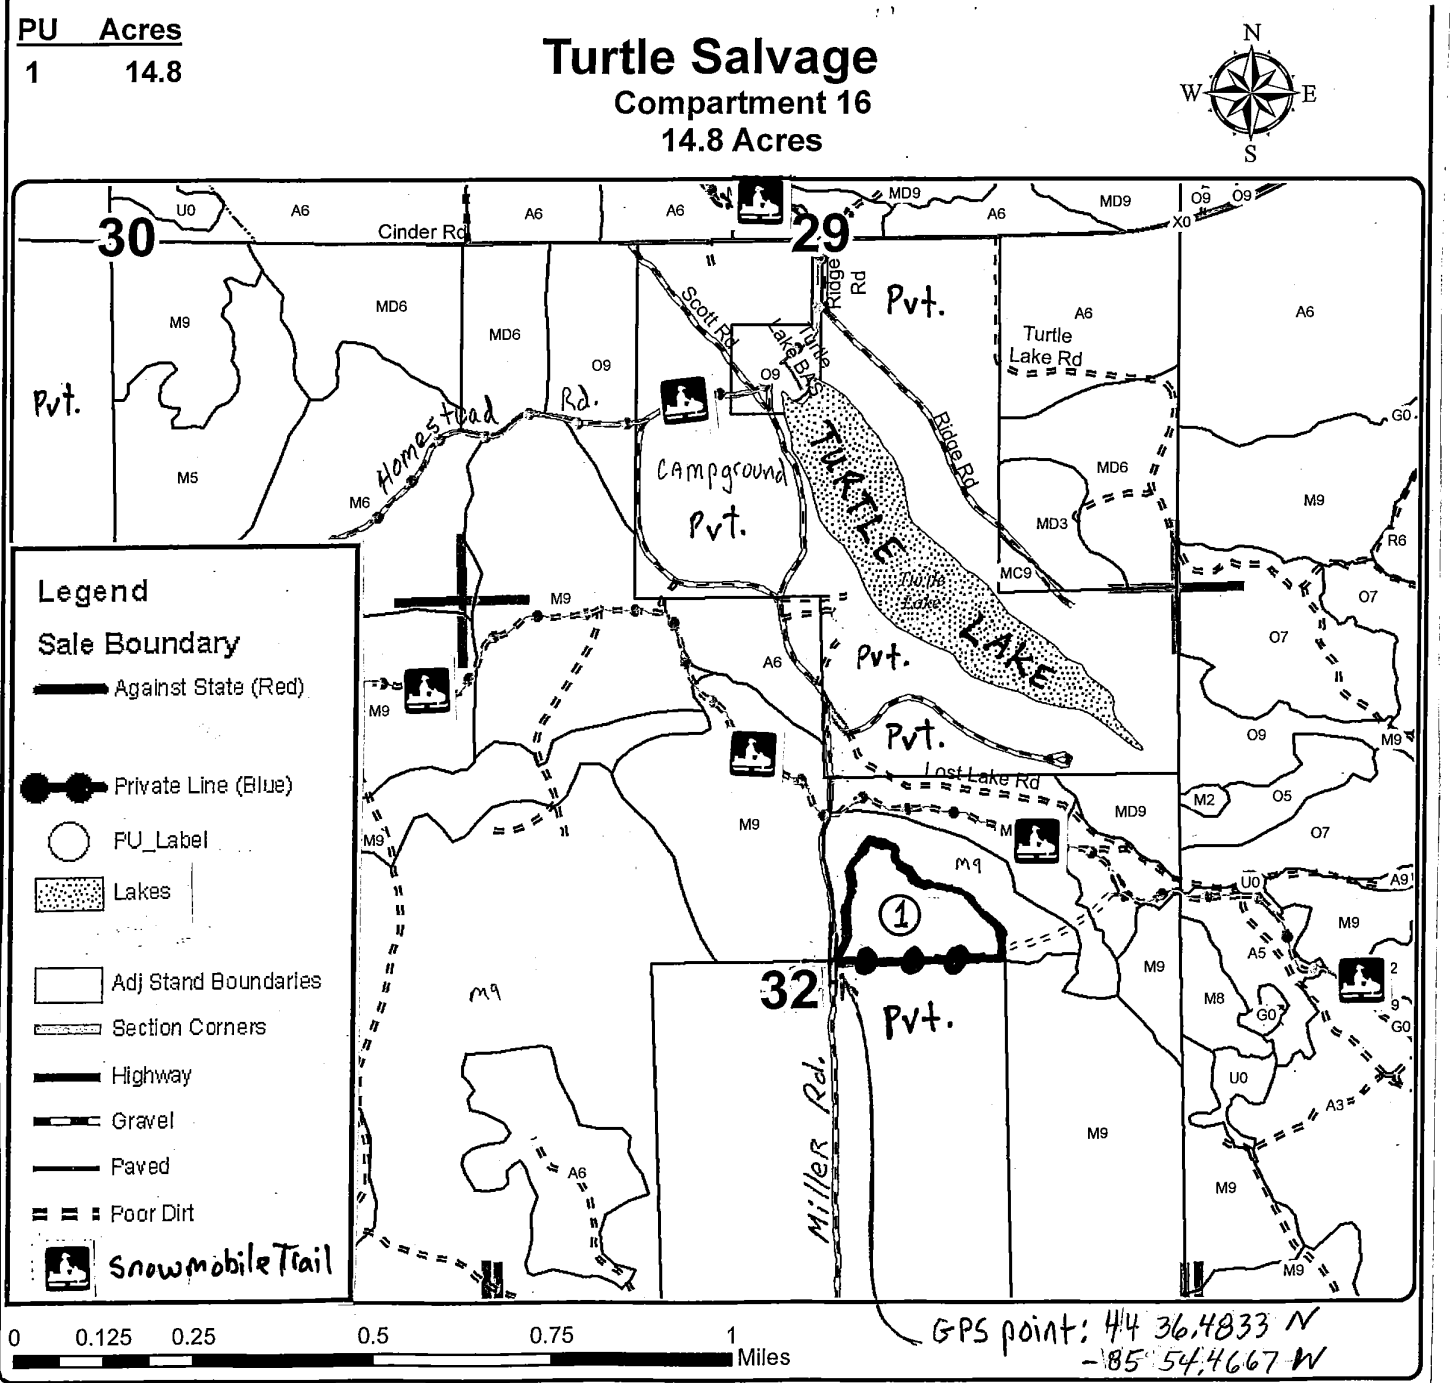 PU Acres
1 14.8
Turtle Salvage
Compartment 16
14.8 Acres
N
W E
S
U0
A6
A6
A6
MD9
A6
MD9
O9
O9
X0
30
Cinder Rd
29
Ridge Rd
Pvt.
M9
MD6
MD6
O9
Scott Rd
Turtle
Lake BAS
O9
Turtle
Lake Rd
A6
A6
Pvt.
Homestead Rd.
Ridge Rd
G0
M5
M6
CAMPground
Pvt.
TURTLE
LAKE
Turtle
Lake
MD6
MD3
MC9
M9
R6
O7
O7
M9
A6
Pvt.
M9
Pvt.
O9
M9
Lost Lake Rd
M2
O5
MD9
O7
M9
M9
M
M9
U0
A9
1
M9
A5
M9
M9
32
Pvt.
M8
G0
2
9
G0
U0
A3
Miller Rd.
M9
A6
M9
M9
Legend
Sale Boundary
Against State (Red)
Private Line (Blue)
PU_Label
Lakes
Adj Stand Boundaries
Section Corners
Highway
Gravel
Paved
Poor Dirt
Snowmobile Trail
0 0.125 0.25 0.5 0.75 1
Miles
GPS point: 44 36.4833 N
-85 54.4667 W